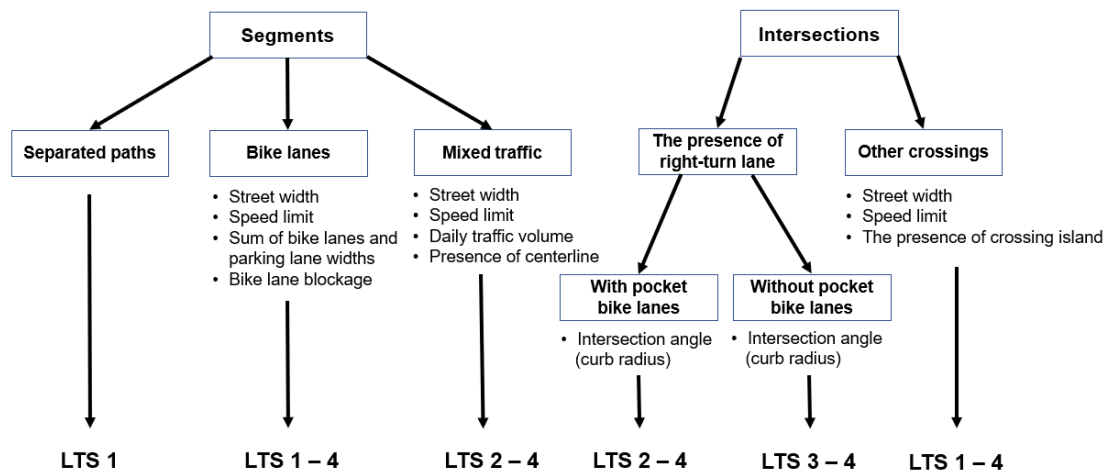 Segments
Intersections
Separated paths
Bike lanes
• Street width
• Speed limit
• Sum of bike lanes and
parking lane widths
• Bike lane blockage
Mixed traffic
• Street width
• Speed limit
• Daily traffic volume
• Presence of centerline
The presence of
right-turn lane
Other crossings
• Street width
• Speed limit
• The presence of crossing island
With pocket
bike lanes
• Intersection angle
(curb radius)
Without pocket
bike lanes
• Intersection angle
(curb radius)
LTS 1
LTS 1 – 4
LTS 2 – 4
LTS 2 – 4
LTS 3 – 4
LTS 1 – 4